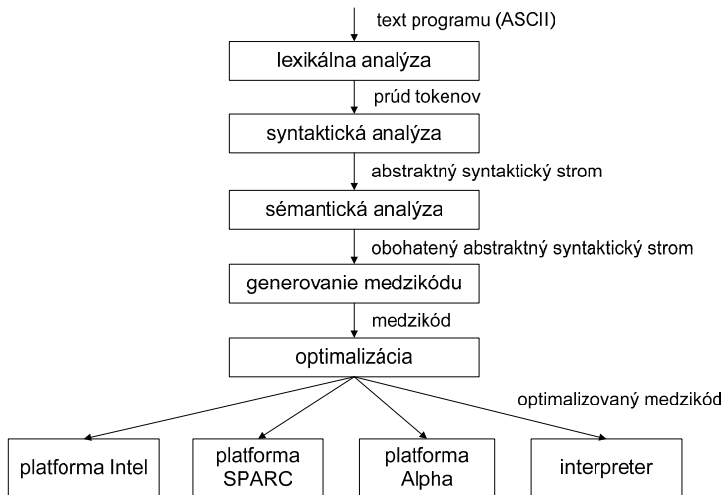 text programu (ASCII)
lexikálna analýza
prúd tokenov
syntaktická analýza
abstraktný syntaktický strom
sémantická analýza
obohatený abstraktný syntaktický strom
generovanie medzikódu
medzikód
optimalizácia
optimalizovaný medzikód
platforma Intel
platforma
SPARC
platforma
Alpha
interpreter